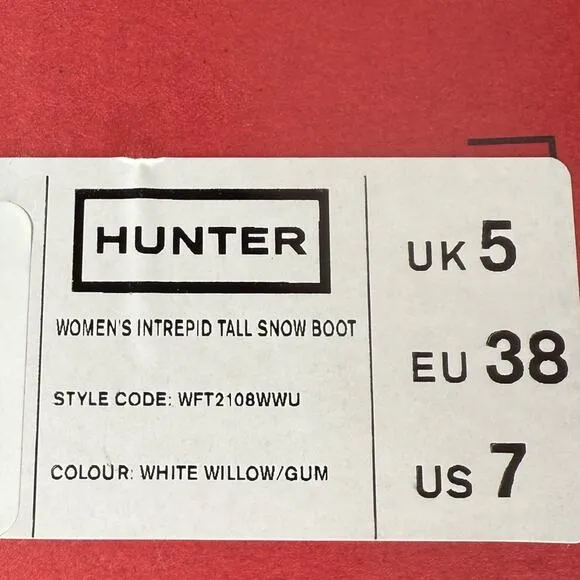 HUNTER
WOMEN'S INTREPID TALL SNOW BOOT
STYLE CODE: WFT2108WWU
COLOUR: WHITE WILLOW/GUM
UK 5
EU 38
US 7